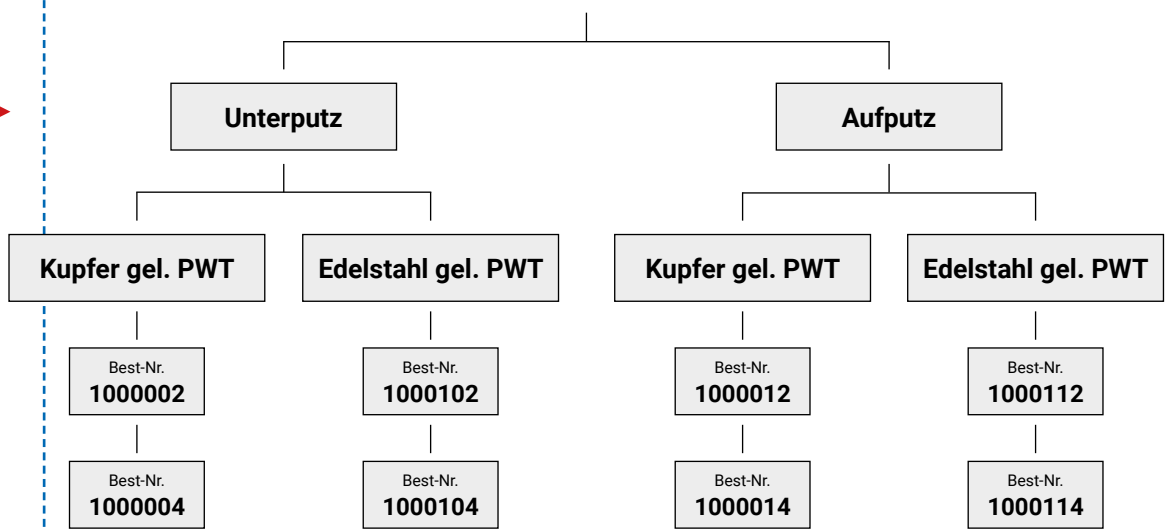 Unterputz
Aufputz
Kupfer gel. PWT
Edelstahl gel. PWT
Kupfer gel. PWT
Edelstahl gel. PWT
Best-Nr.
1000002
Best-Nr.
1000102
Best-Nr.
1000012
Best-Nr.
1000112
Best-Nr.
1000004
Best-Nr.
1000104
Best-Nr.
1000014
Best-Nr.
1000114